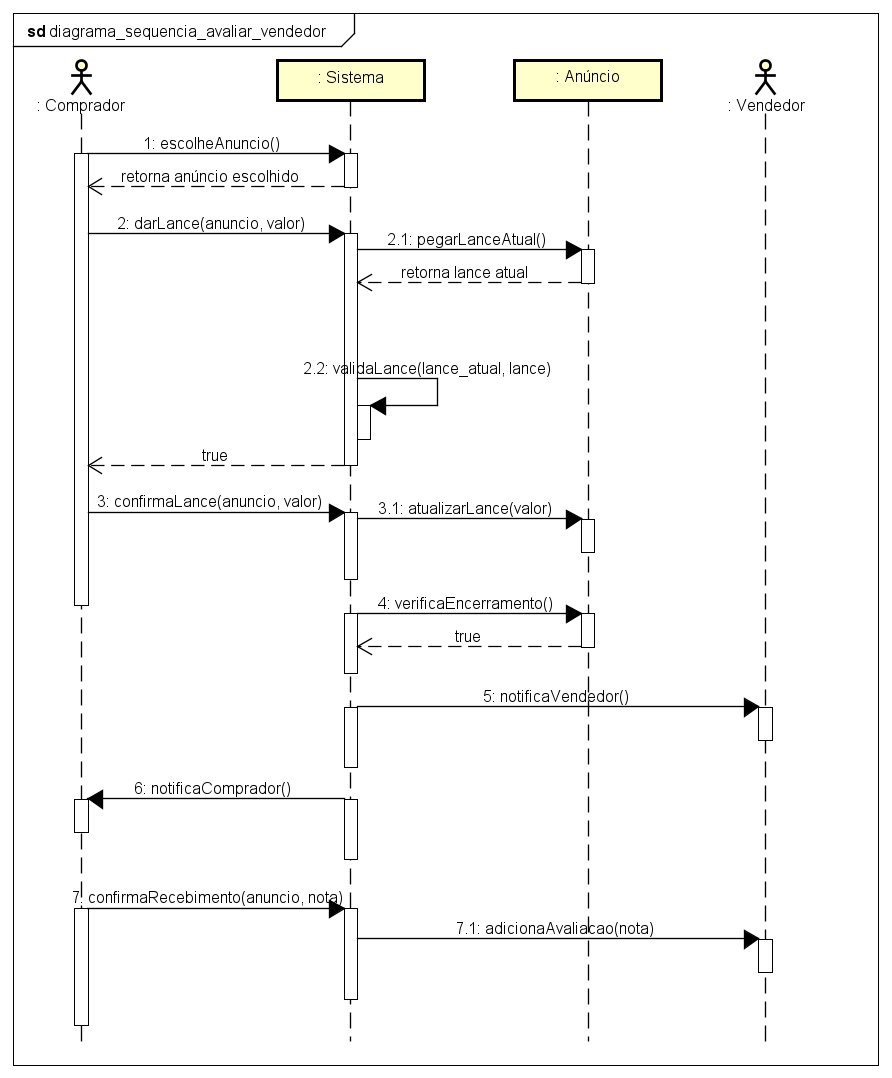 sd diagrama_sequencia_avaliar_vendedor
: Comprador
: Sistema
: Anúncio
: Vendedor
1: escolheAnuncio()
retorna anúncio escolhido
2: darLance(anuncio, valor)
2.1: pegarLanceAtual()
retorna lance atual
2.2: validaLance(lance_atual, lance)
true
3: confirmaLance(anuncio, valor)
3.1: atualizarLance(valor)
4: verificaEncerramento()
true
5: notificaVendedor()
6: notificaComprador()
7: confirmaRecebimento(anuncio, nota)
7.1: adicionaAvaliacao(nota)